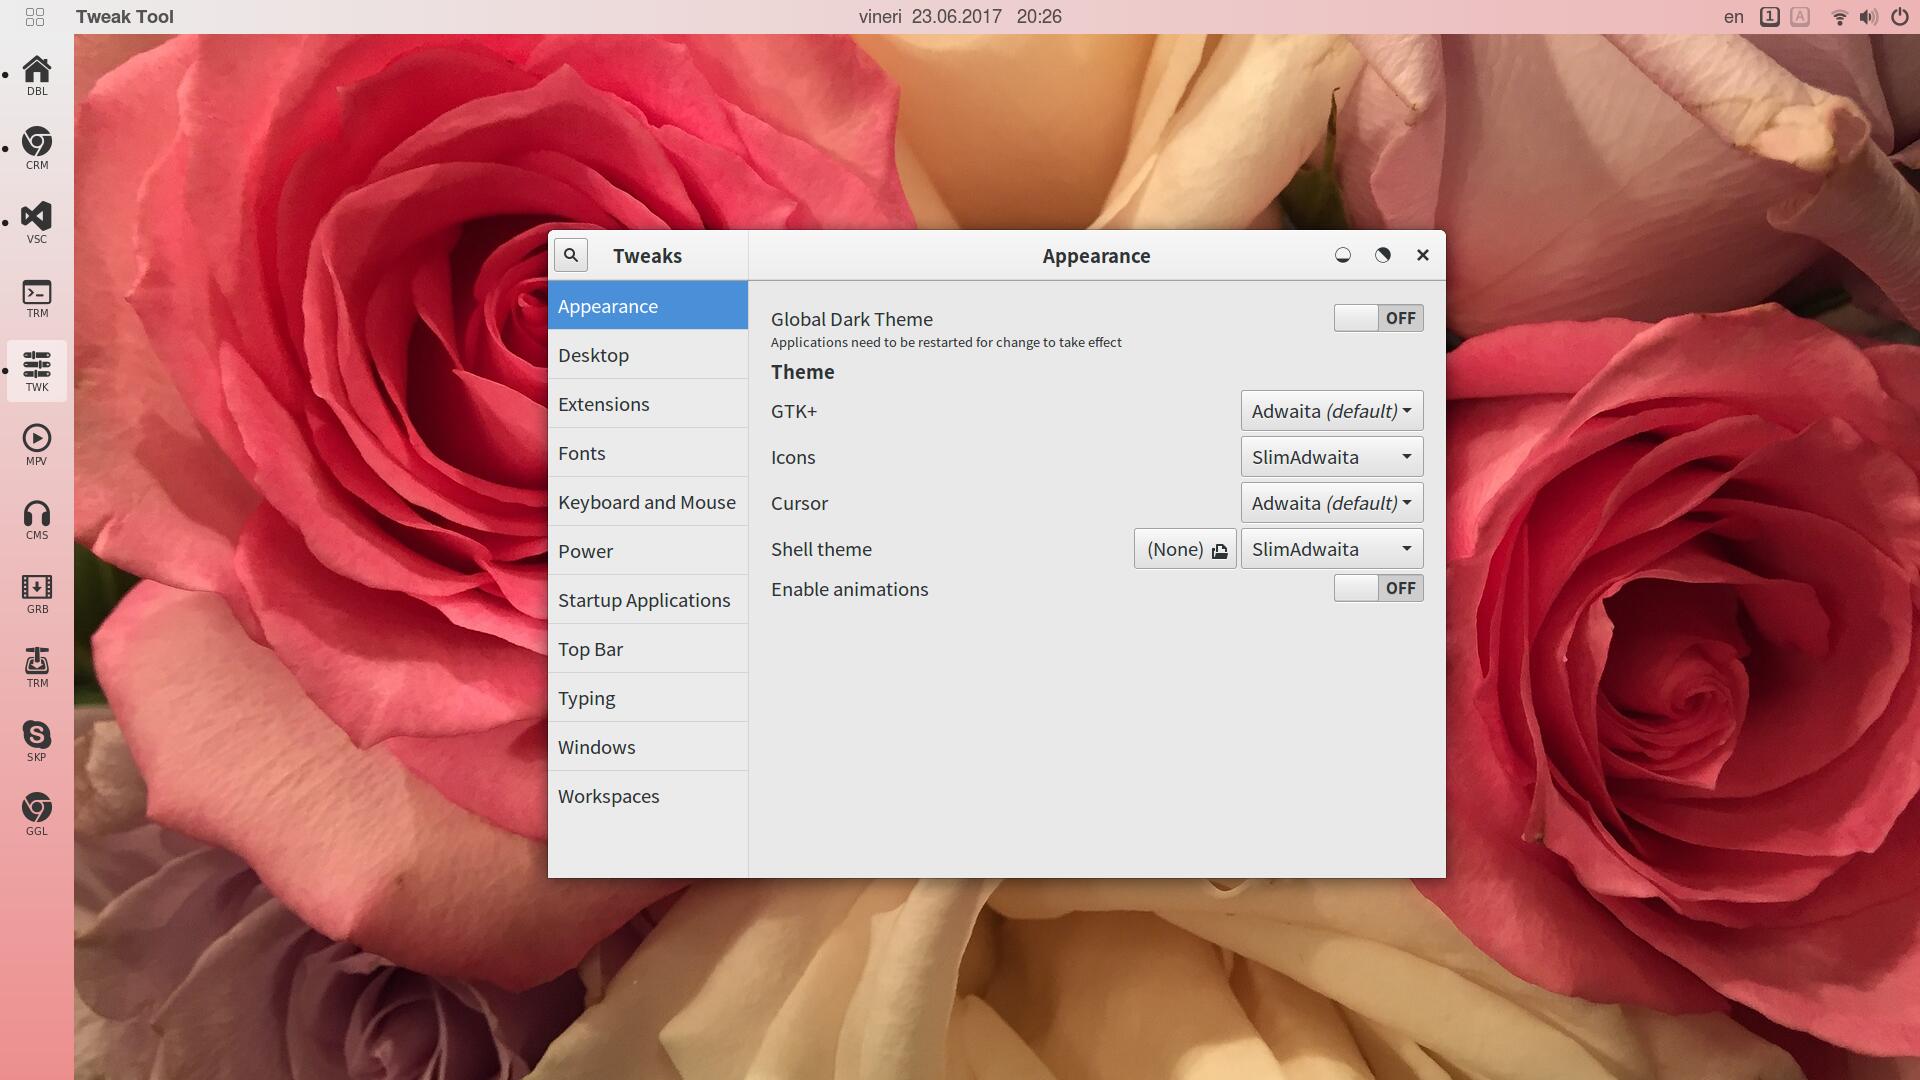 Tweak Tool
vineri 23.06.2017 20:26
en 1 A
DBL
CRM
VSC
TRM
TWK
MPV
CMS
GRB
TRM
SKP
GGL
Tweaks
Appearance
Appearance
Desktop
Extensions
Fonts
Keyboard and Mouse
Power
Startup Applications
Top Bar
Typing
Windows
Workspaces
Global Dark Theme OFF
Applications need to be restarted for change to take effect
Theme
GTK+ Adwaita (default)
Icons SlimAdwaita
Cursor Adwaita (default)
Shell theme (None) SlimAdwaita
Enable animations OFF